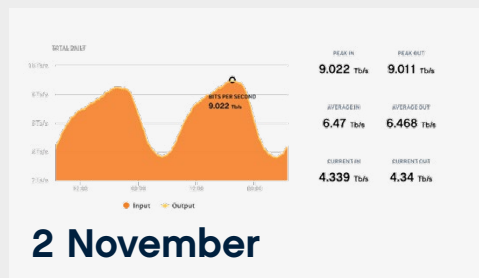 TOTAL DAILY
PEAK IN
PEAK OUT
9.022 Tb/s
9.011 Tb/s
BITS PER SECOND
9.022 Tb/s
AVERAGE IN
AVERAGE OUT
6.47 Tb/s
6.468 Tb/s
CURRENT IN
CURRENT OUT
4.339 Tb/s
4.34 Tb/s
Input
Output
2 November